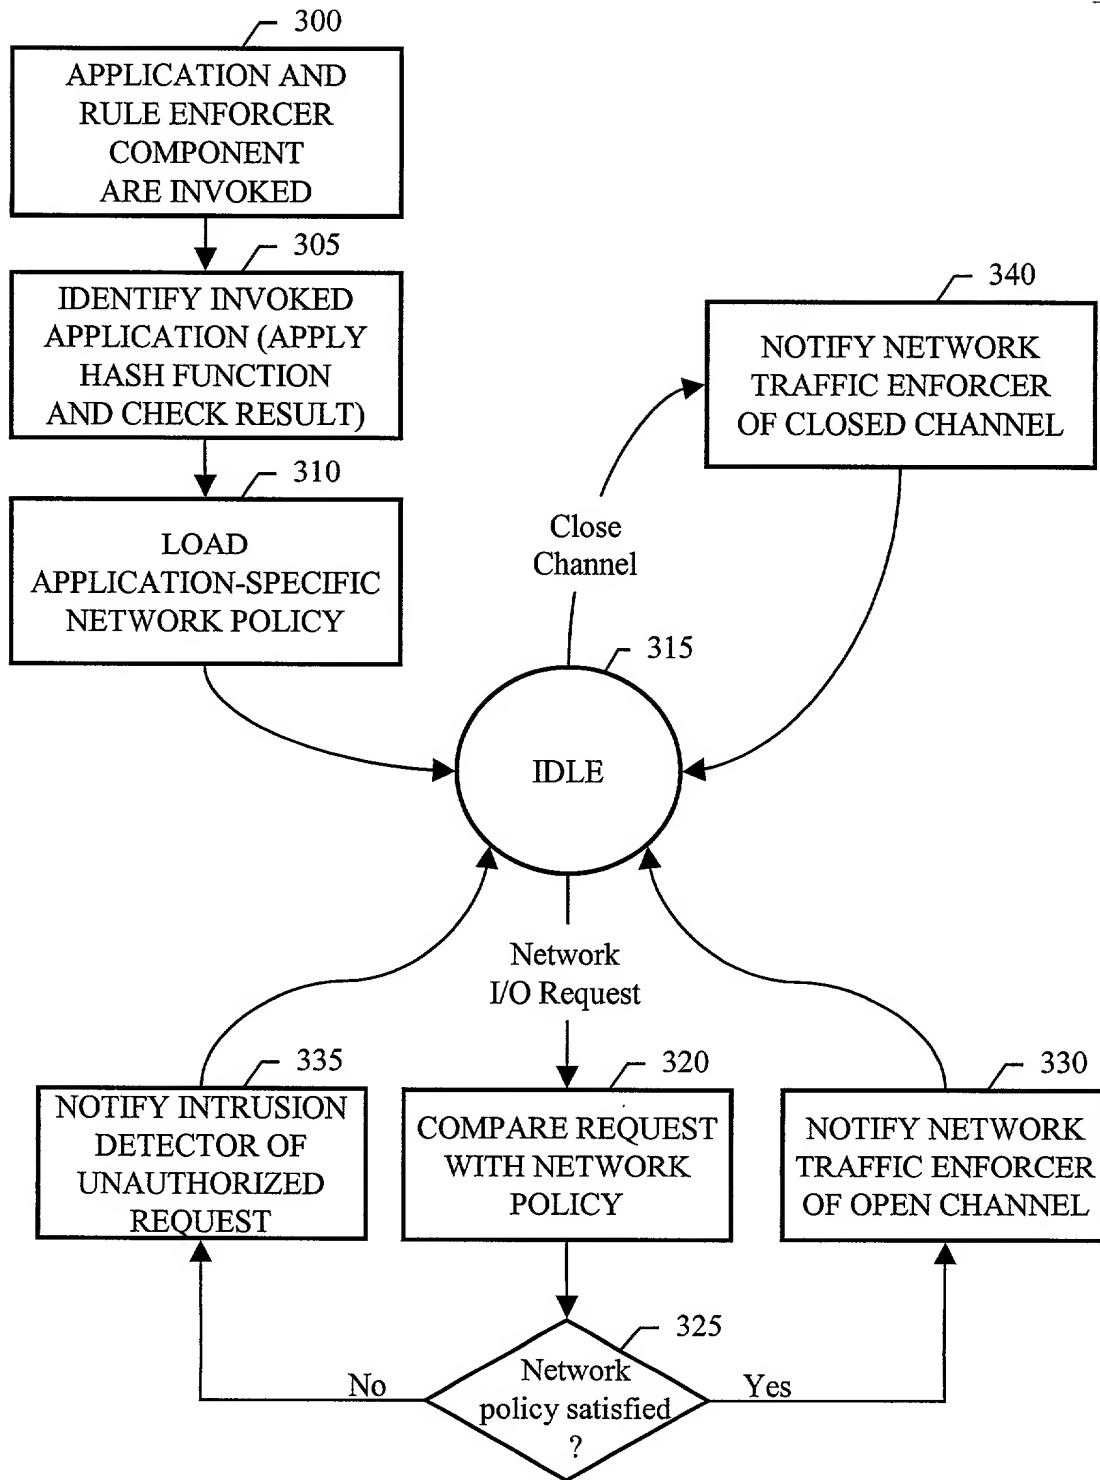 300
APPLICATION AND
RULE ENFORCER
COMPONENT
ARE INVOKED
305
IDENTIFY INVOKED
APPLICATION (APPLY
HASH FUNCTION
AND CHECK RESULT)
310
LOAD
APPLICATION-SPECIFIC
NETWORK POLICY
340
NOTIFY NETWORK
TRAFFIC ENFORCER
OF CLOSED CHANNEL
Close
Channel
315
IDLE
Network
I/O Request
335
NOTIFY INTRUSION
DETECTOR OF
UNAUTHORIZED
REQUEST
320
COMPARE REQUEST
WITH NETWORK
POLICY
330
NOTIFY NETWORK
TRAFFIC ENFORCER
OF OPEN CHANNEL
325
Network
policy satisfied
?
No
Yes